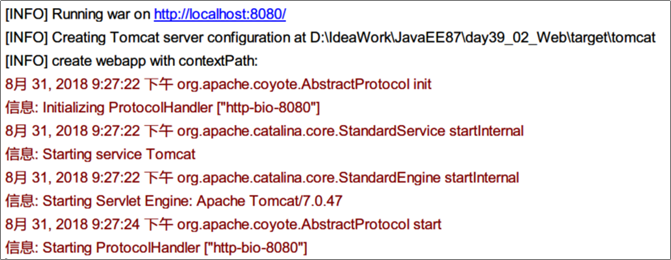 [INFO] Running war on http://localhost:8080/
[INFO] Creating Tomcat server configuration at D:\IdeaWork\JavaEE87\day39_02_Web\target\tomcat
[INFO] create webapp with contextPath:
8月 31, 2018 9:27:22 下午 org.apache.coyote.AbstractProtocol init
信息: Initializing ProtocolHandler ["http-bio-8080"]
8月 31, 2018 9:27:22 下午 org.apache.catalina.core.StandardService startInternal
信息: Starting service Tomcat
8月 31, 2018 9:27:22 下午 org.apache.catalina.core.StandardEngine startInternal
信息: Starting Servlet Engine: Apache Tomcat/7.0.47
8月 31, 2018 9:27:24 下午 org.apache.coyote.AbstractProtocol start
信息: Starting ProtocolHandler ["http-bio-8080"]